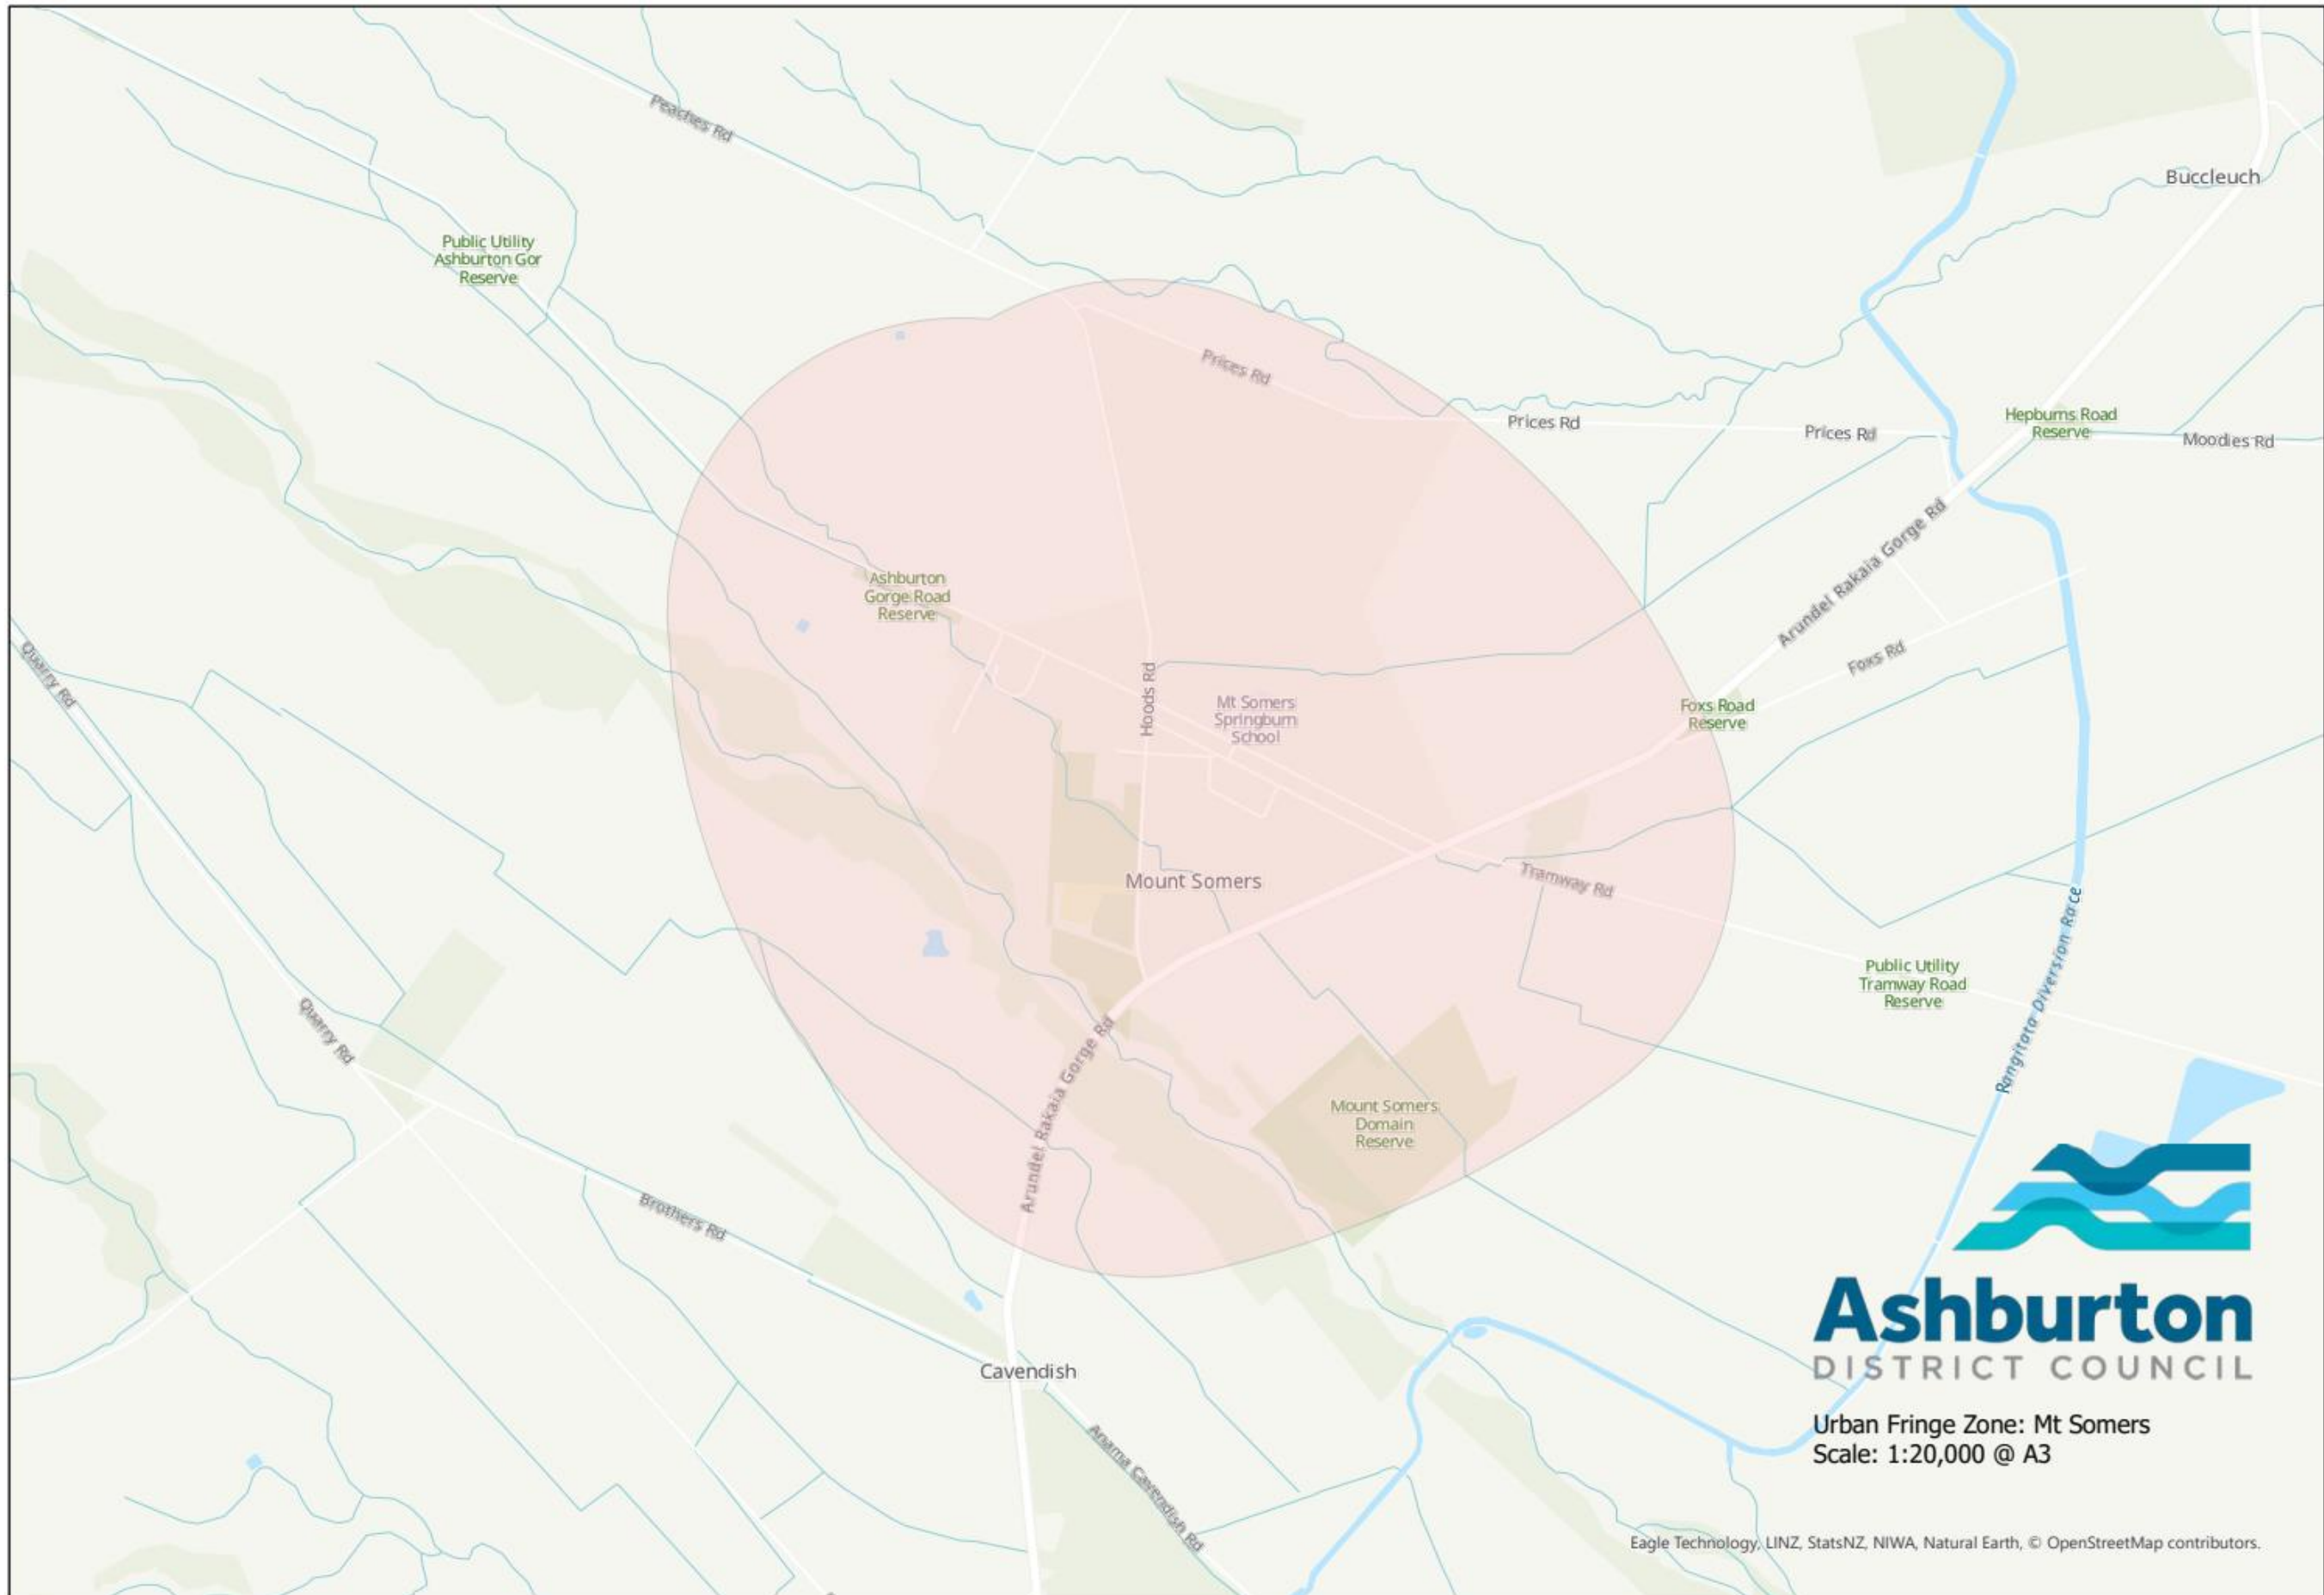 Peaches Rd
Buccleuch
Public Utility
Ashburton Gor
Reserve
Prices Rd
Prices Rd
Prices Rd
Hepburns Road
Reserve
Moodies Rd
Arundel Rakaia Gorge Rd
Ashburton
Gorge Road
Reserve
Quarry Rd
Hoods Rd
Foxs Rd
Mt Somers
Springburn
School
Foxs Road
Reserve
Mount Somers
Tramway Rd
Rangitata Diversion Race
Public Utility
Tramway Road
Reserve
Quarry Rd
Arundel Rakaia Gorge Rd
Mount Somers
Domain
Reserve
Brothers Rd
Cavendish
Anama Cavendish Rd
Ashburton
DISTRICT COUNCIL
Urban Fringe Zone: Mt Somers
Scale: 1:20,000 @ A3
Eagle Technology, LINZ, StatsNZ, NIWA, Natural Earth, © OpenStreetMap contributors.